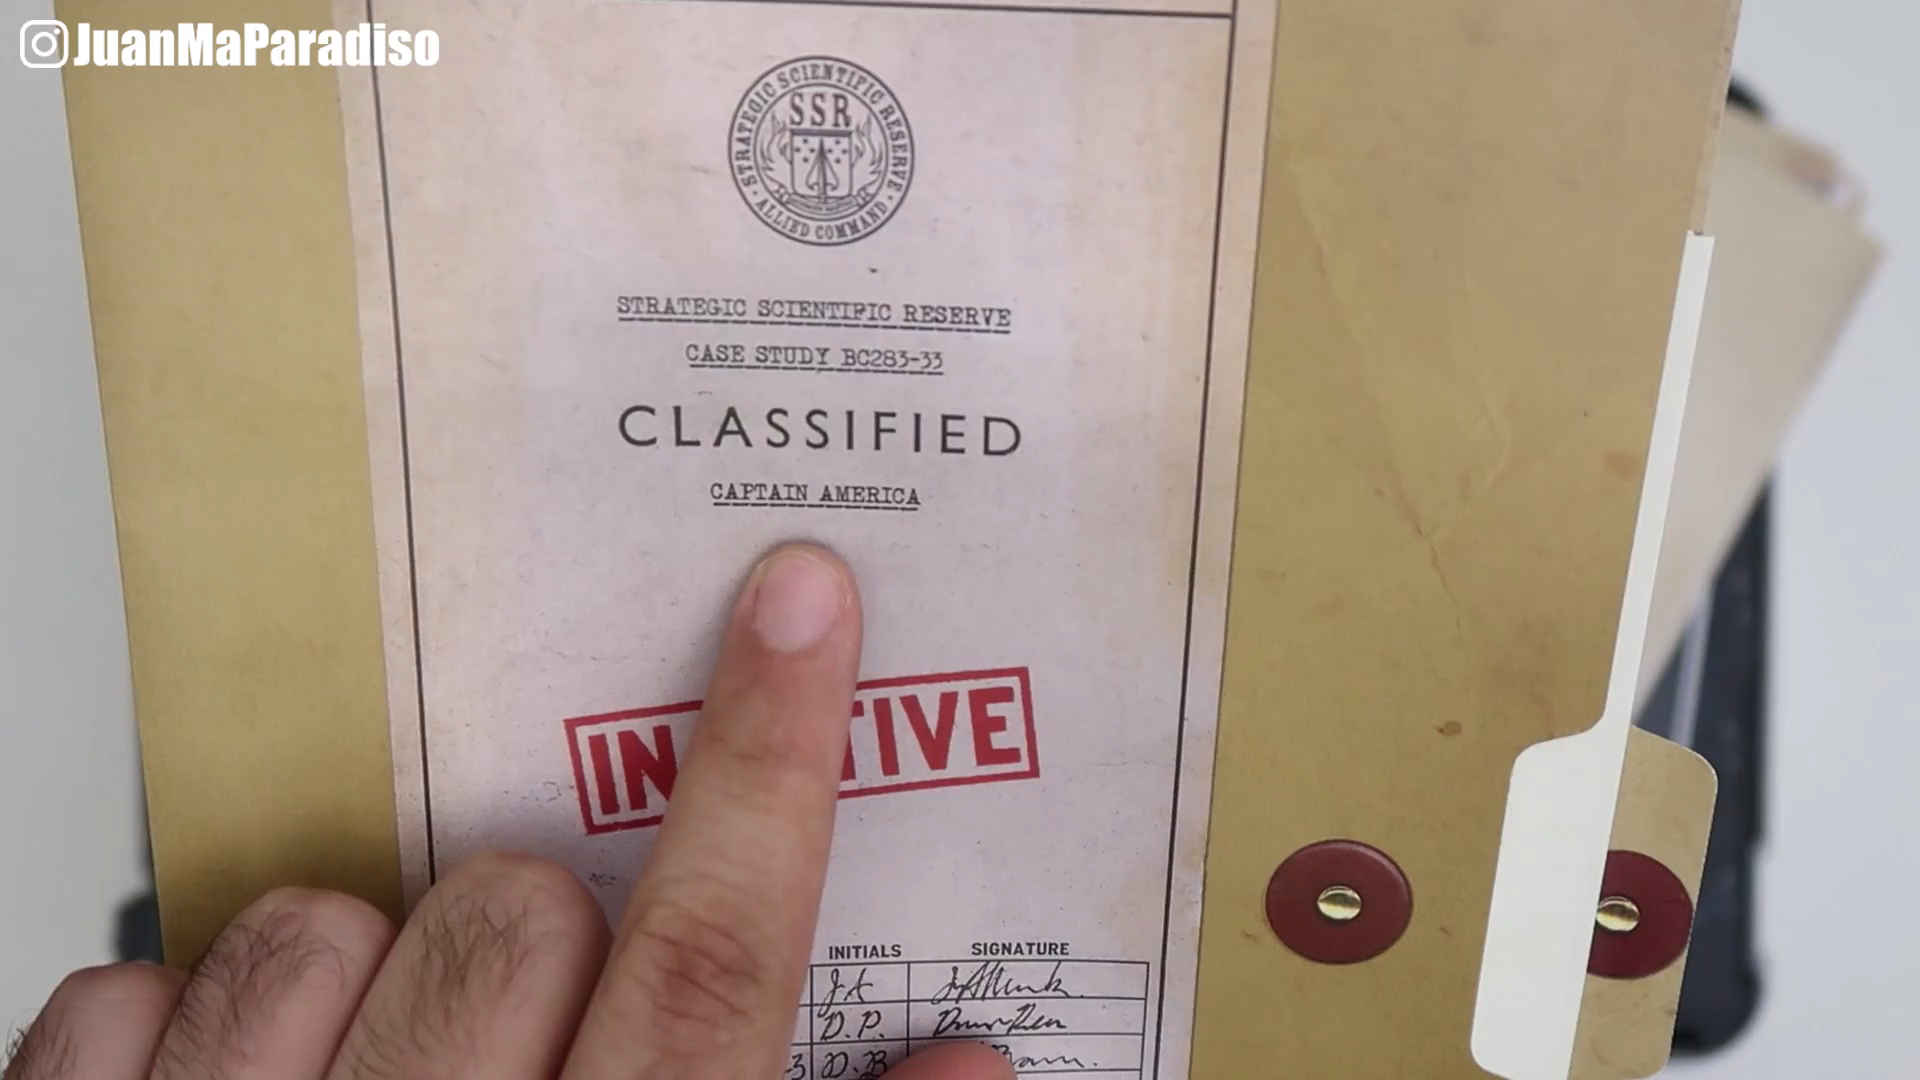 JuanMaParadiso
STRATEGIC SCIENTIFIC RESERVE
SSR
ALLIED COMMAND
STRATEGIC SCIENTIFIC RESERVE
CASE STUDY BC283-33
CLASSIFIED
CAPTAIN AMERICA
IN TIVE
INITIALS SIGNATURE
D.P.
3 D.B